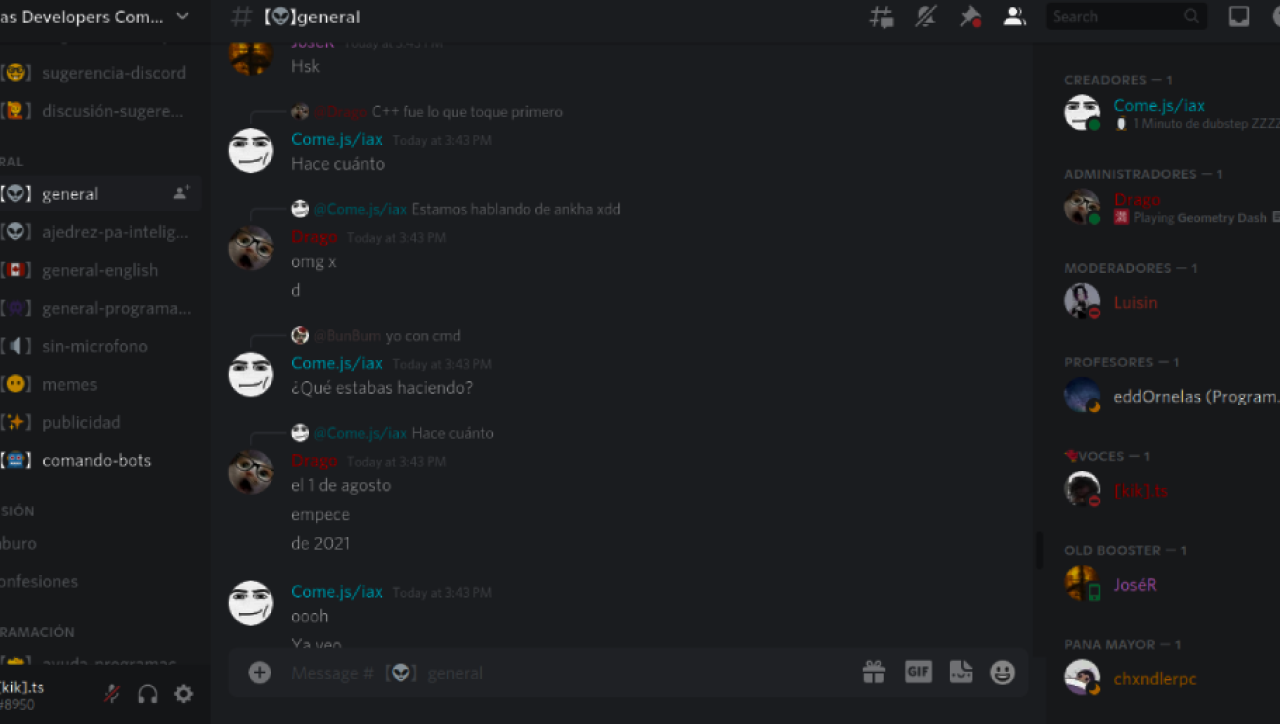 as Developers Com...
sugerencia-discord
discusión-sugere...
RAL
general
ajedrez-pa-intelig...
general-english
general-programa...
sin-microfono
memes
publicidad
comando-bots
SIÓN
buro
onfesiones
RAMACIÓN
ayuda-programac
[kik].ts
#8950
# 【】general
Search
JoséR Today at 3:43 PM
Hsk
@Drago C++ fue lo que toque primero
Come.js/iax Today at 3:43 PM
Hace cuánto
@Come.js/iax Estamos hablando de ankha xdd
Drago Today at 3:43 PM
omg x
d
@BunBum yo con cmd
Come.js/iax Today at 3:43 PM
¿Qué estabas haciendo?
@Come.js/iax Hace cuánto
Drago Today at 3:43 PM
el 1 de agosto
empece
de 2021
Come.js/iax Today at 3:43 PM
oooh
Ya veo
Message # 【】 general
GIF
CREADORES — 1
Come.js/iax
1 Minuto de dubstep ZZZZ
ADMINISTRADORES — 1
Drago
Playing Geometry Dash
MODERADORES — 1
Luisin
PROFESORES — 1
eddOrnelas (Program...
VOCES — 1
[kik].ts
OLD BOOSTER — 1
JoséR
PANA MAYOR — 1
chxndlerpc